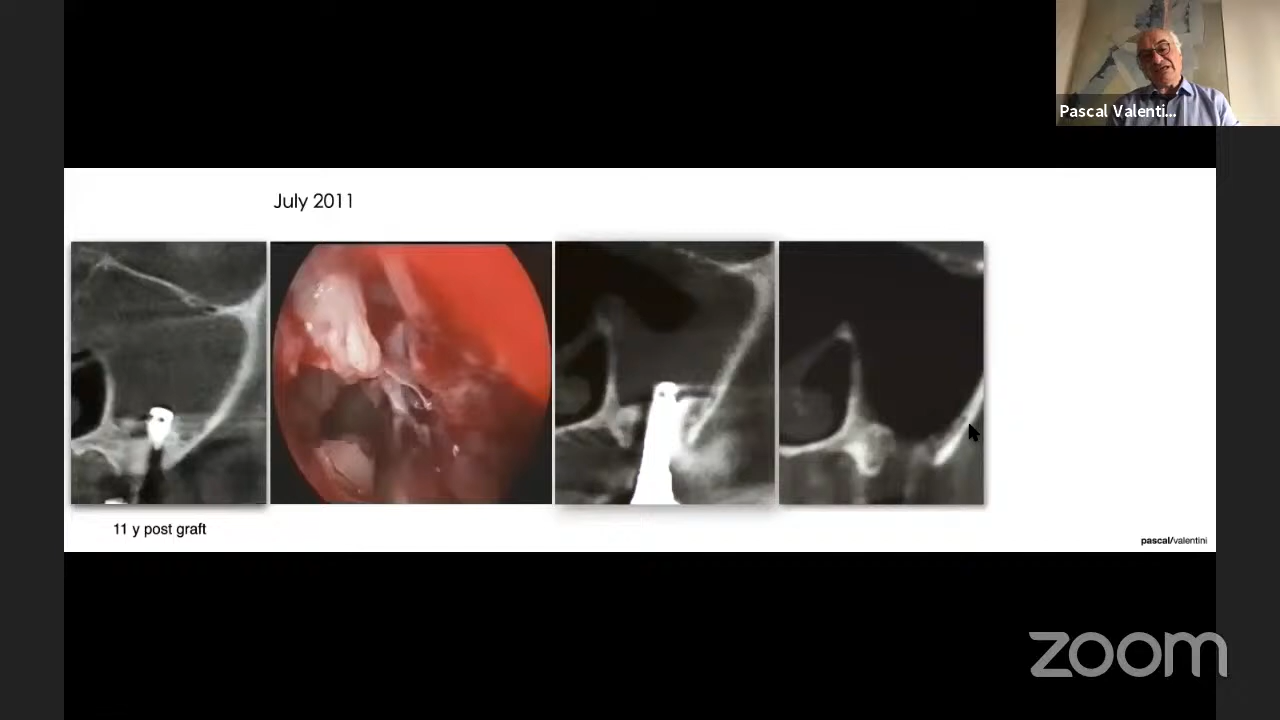 Pascal Valenti...
July 2011
11 y post graft
pascal/valentini
zoom